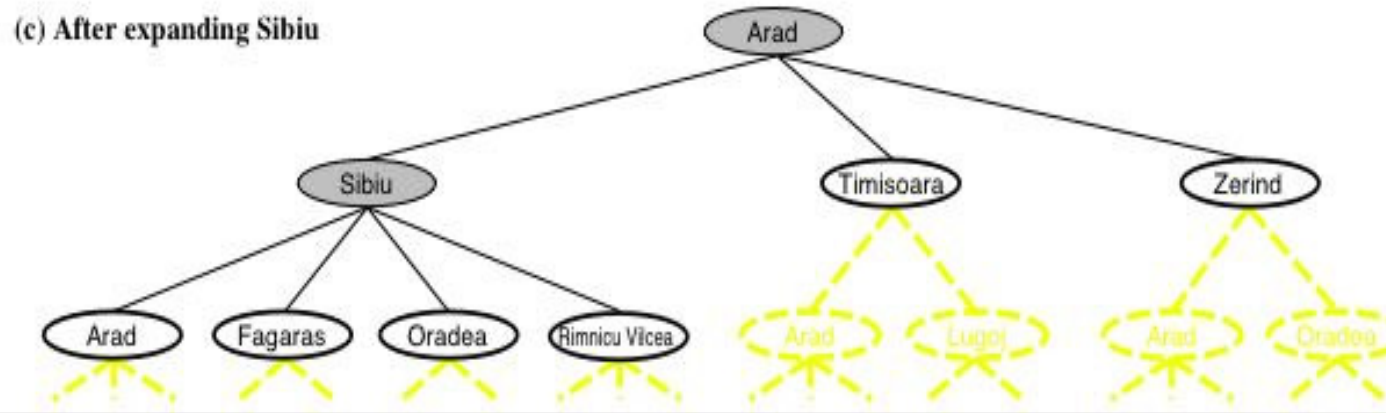 (c) After expanding Sibiu
Arad
Sibiu
Timisoara
Zerind
Arad
Fagaras
Oradea
Rimnicu Vilcea
Arad
Lugoj
Arad
Oradea